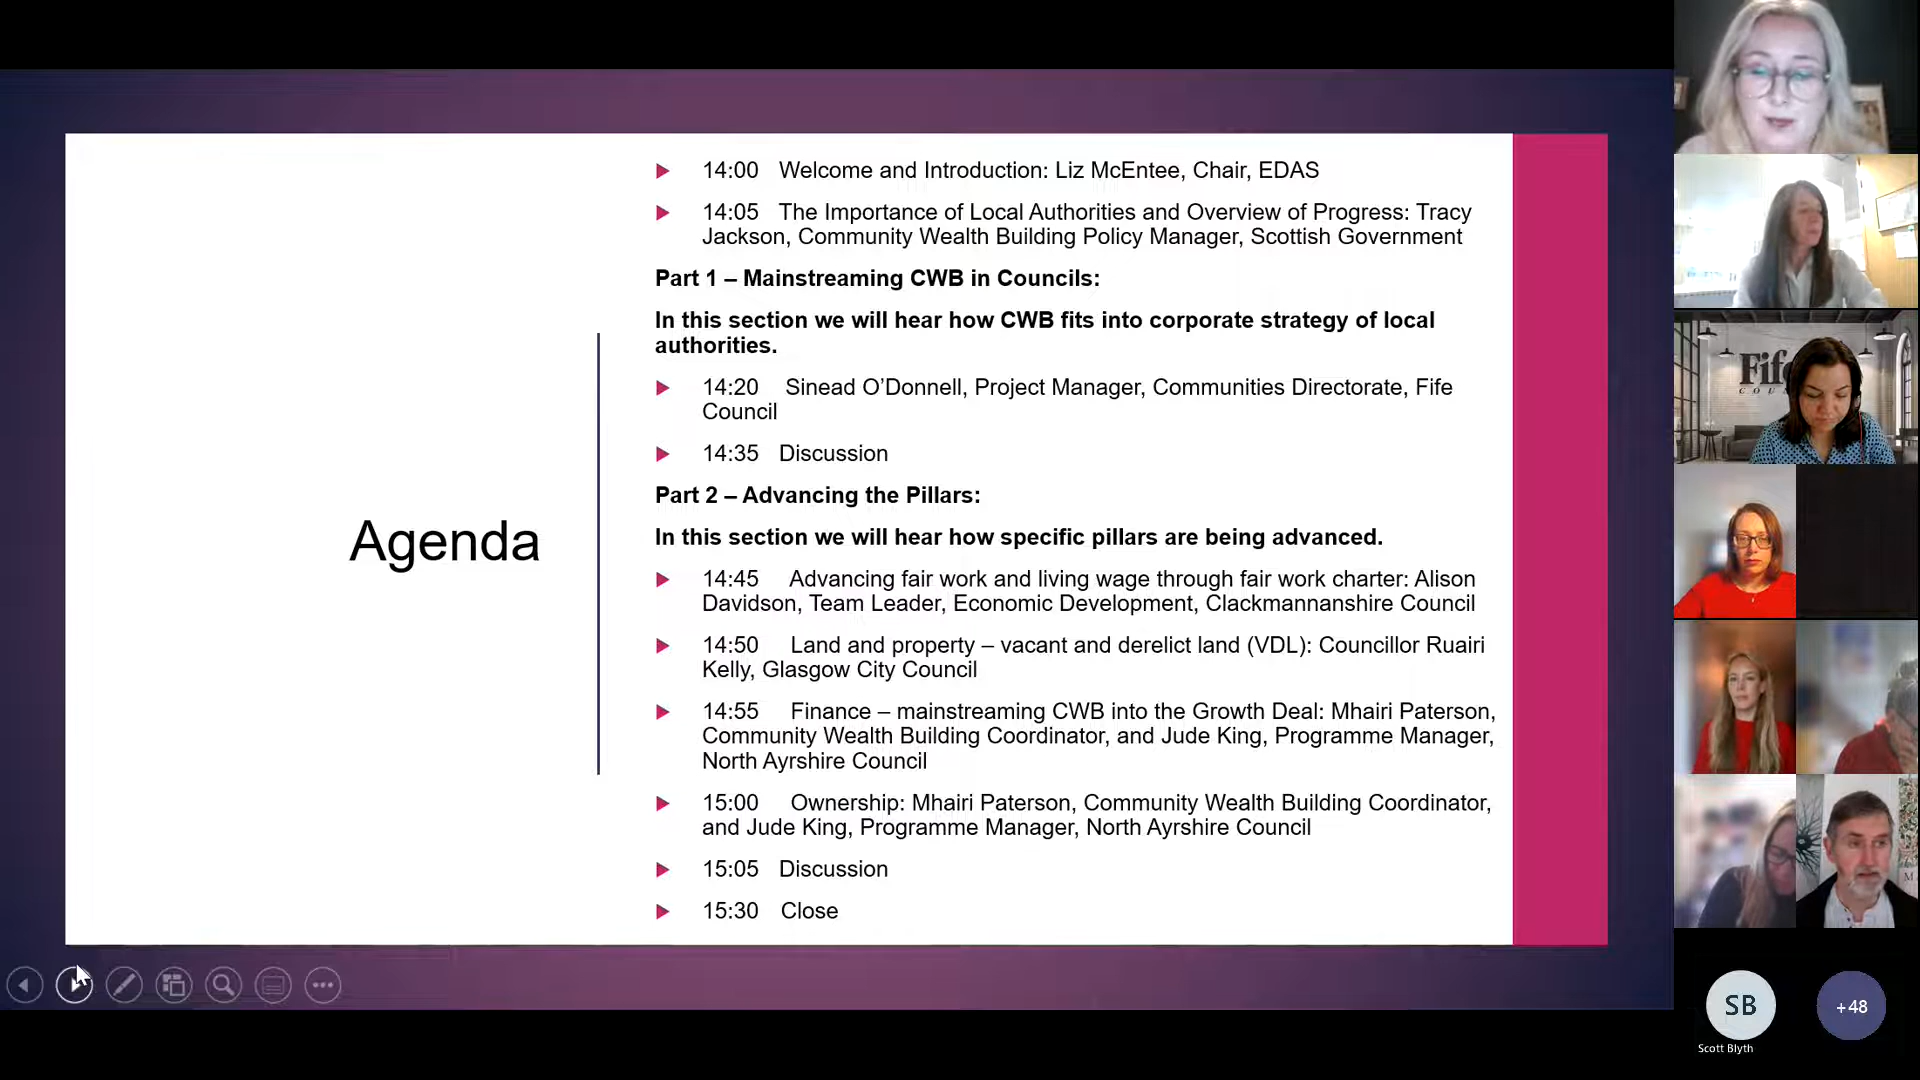 Agenda
14:00 Welcome and Introduction: Liz McEntee, Chair, EDAS
14:05 The Importance of Local Authorities and Overview of Progress: Tracy
Jackson, Community Wealth Building Policy Manager, Scottish Government
Part 1 – Mainstreaming CWB in Councils:
In this section we will hear how CWB fits into corporate strategy of local
authorities.
14:20 Sinead O’Donnell, Project Manager, Communities Directorate, Fife
Council
14:35 Discussion
Part 2 – Advancing the Pillars:
In this section we will hear how specific pillars are being advanced.
14:45 Advancing fair work and living wage through fair work charter: Alison
Davidson, Team Leader, Economic Development, Clackmannanshire Council
14:50 Land and property – vacant and derelict land (VDL): Councillor Ruairi
Kelly, Glasgow City Council
14:55 Finance – mainstreaming CWB into the Growth Deal: Mhairi Paterson,
Community Wealth Building Coordinator, and Jude King, Programme Manager,
North Ayrshire Council
15:00 Ownership: Mhairi Paterson, Community Wealth Building Coordinator,
and Jude King, Programme Manager, North Ayrshire Council
15:05 Discussion
15:30 Close
SB
+48
Scott Blyth